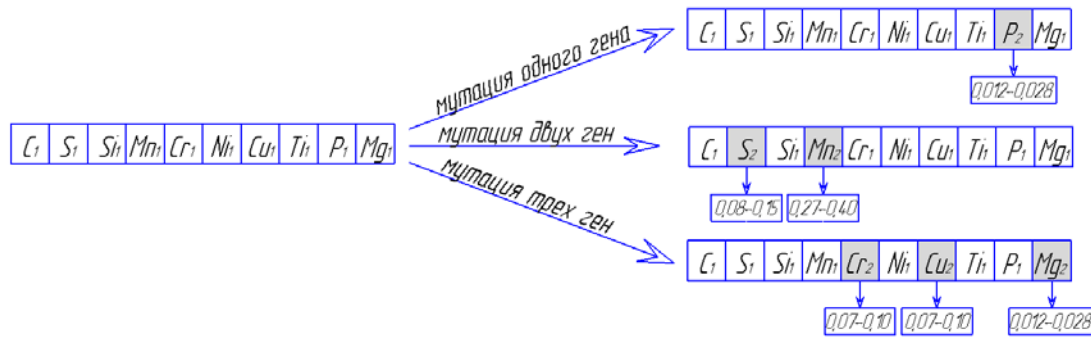 C₁ S₁ Si₁ Mn₁ Cr₁ Ni₁ Cu₁ Ti₁ P₁ Mg₁
мутация одного гена
C₁ S₁ Si₁ Mn₁ Cr₁ Ni₁ Cu₁ Ti₁ P₂ Mg₁
0,012-0,028
мутация двух ген
C₁ S₂ Si₁ Mn₂ Cr₁ Ni₁ Cu₁ Ti₁ P₁ Mg₁
0,08-0,15 0,27-0,40
мутация трех ген
C₁ S₁ Si₁ Mn₁ Cr₂ Ni₁ Cu₂ Ti₁ P₁ Mg₂
0,07-0,10 0,07-0,10 0,012-0,028